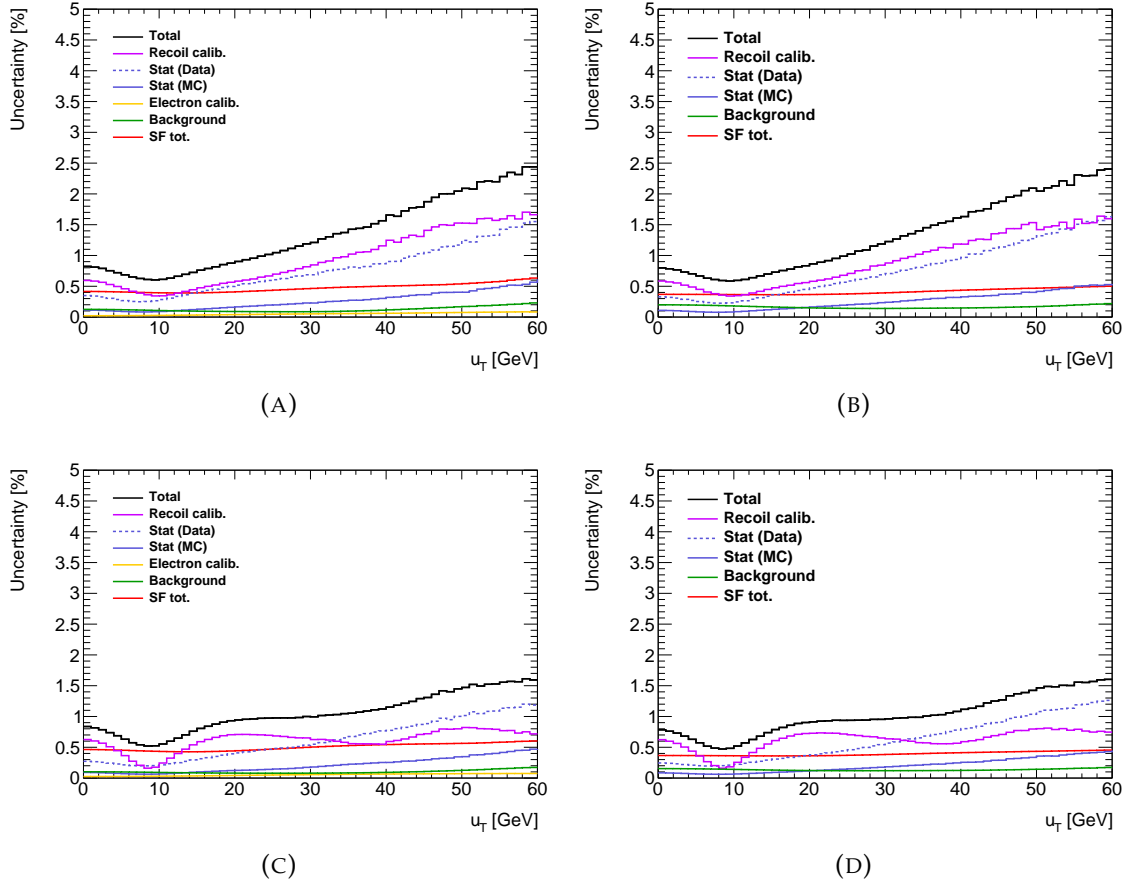 Uncertainty [%]
5
4.5
4
3.5
3
2.5
2
1.5
1
0.5
0
Total
Recoil calib.
Stat (Data)
Stat (MC)
Electron calib.
Background
SF tot.
0 10 20 30 40 50 60
u_T [GeV]
(A)
Uncertainty [%]
5
4.5
4
3.5
3
2.5
2
1.5
1
0.5
0
Total
Recoil calib.
Stat (Data)
Stat (MC)
Background
SF tot.
0 10 20 30 40 50 60
u_T [GeV]
(B)
Uncertainty [%]
5
4.5
4
3.5
3
2.5
2
1.5
1
0.5
0
Total
Recoil calib.
Stat (Data)
Stat (MC)
Electron calib.
Background
SF tot.
0 10 20 30 40 50 60
u_T [GeV]
(C)
Uncertainty [%]
5
4.5
4
3.5
3
2.5
2
1.5
1
0.5
0
Total
Recoil calib.
Stat (Data)
Stat (MC)
Background
SF tot.
0 10 20 30 40 50 60
u_T [GeV]
(D)